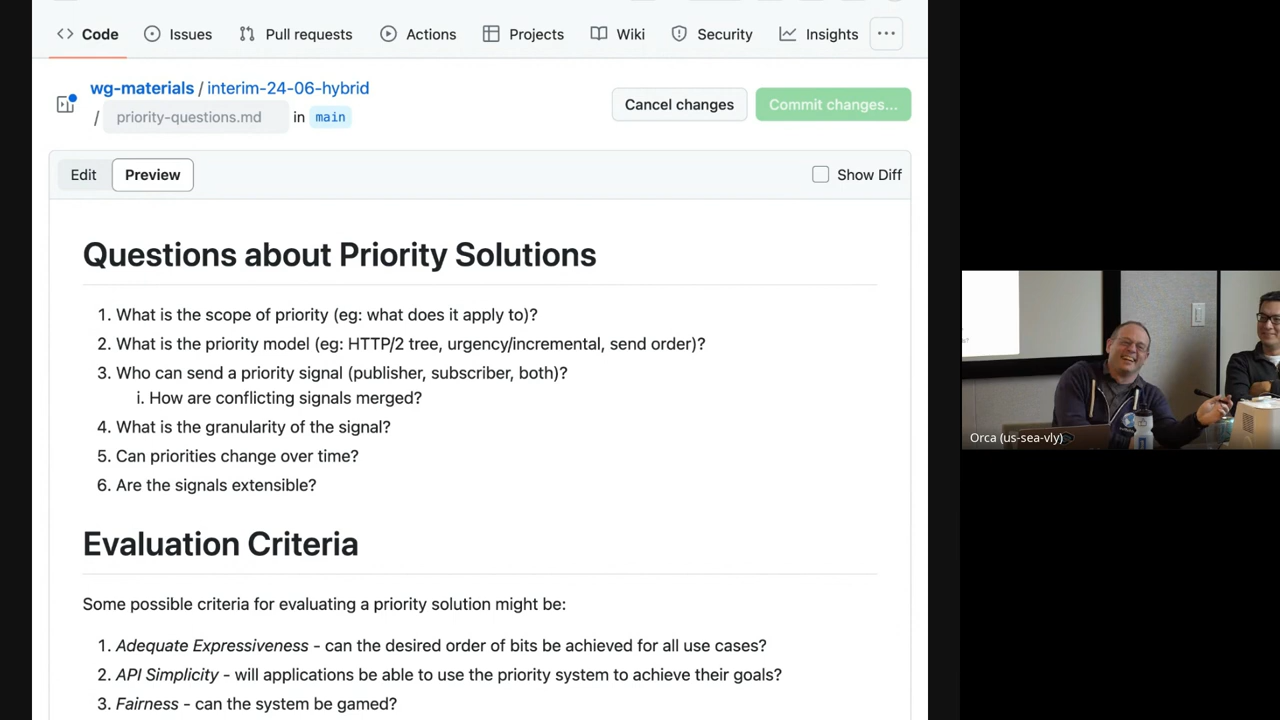 Code Issues Pull requests Actions Projects Wiki Security Insights ...
wg-materials / interim-24-06-hybrid
/ priority-questions.md in main
Cancel changes Commit changes...
Edit Preview Show Diff
Questions about Priority Solutions
1. What is the scope of priority (eg: what does it apply to)?
2. What is the priority model (eg: HTTP/2 tree, urgency/incremental, send order)?
3. Who can send a priority signal (publisher, subscriber, both)?
i. How are conflicting signals merged?
4. What is the granularity of the signal?
5. Can priorities change over time?
6. Are the signals extensible?
Evaluation Criteria
Some possible criteria for evaluating a priority solution might be:
1. Adequate Expressiveness - can the desired order of bits be achieved for all use cases?
2. API Simplicity - will applications be able to use the priority system to achieve their goals?
3. Fairness - can the system be gamed?
Orca (us-sea-vly)